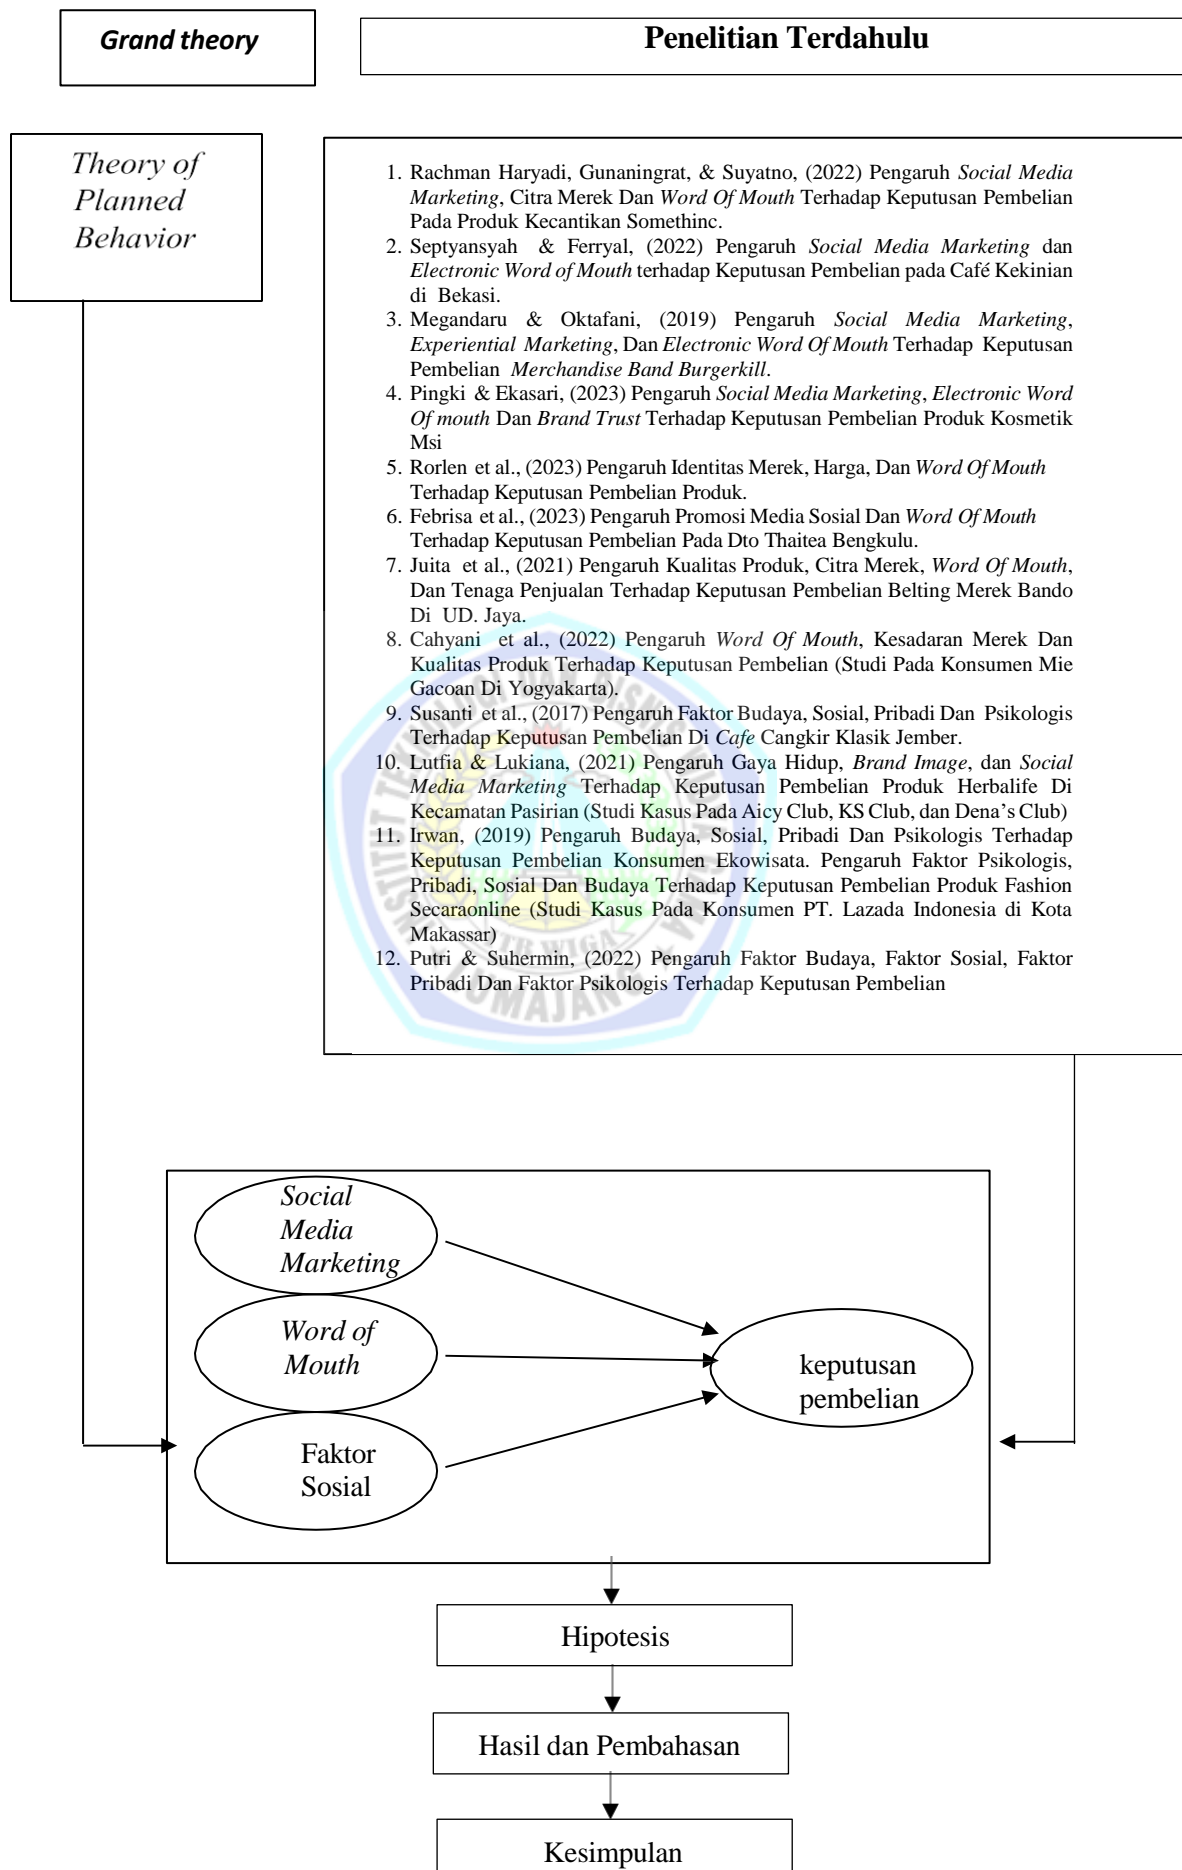 Grand theory
Penelitian Terdahulu
Theory of
Planned
Behavior
1. Rachman Haryadi, Gunaningrat, & Suyatno, (2022) Pengaruh Social Media
Marketing, Citra Merek Dan Word Of Mouth Terhadap Keputusan Pembelian
Pada Produk Kecantikan Somethinc.
2. Septyansyah & Ferryal, (2022) Pengaruh Social Media Marketing dan
Electronic Word of Mouth terhadap Keputusan Pembelian pada Café Kekinian
di Bekasi.
3. Megandaru & Oktafani, (2019) Pengaruh Social Media Marketing,
Experiential Marketing, Dan Electronic Word Of Mouth Terhadap Keputusan
Pembelian Merchandise Band Burgerkill.
4. Pingki & Ekasari, (2023) Pengaruh Social Media Marketing, Electronic Word
Of mouth Dan Brand Trust Terhadap Keputusan Pembelian Produk Kosmetik
Msi
5. Rorlen et al., (2023) Pengaruh Identitas Merek, Harga, Dan Word Of Mouth
Terhadap Keputusan Pembelian Produk.
6. Febrisa et al., (2023) Pengaruh Promosi Media Sosial Dan Word Of Mouth
Terhadap Keputusan Pembelian Pada Dto Thaitea Bengkulu.
7. Juita et al., (2021) Pengaruh Kualitas Produk, Citra Merek, Word Of Mouth,
Dan Tenaga Penjualan Terhadap Keputusan Pembelian Belting Merek Bando
Di UD. Jaya.
8. Cahyani et al., (2022) Pengaruh Word Of Mouth, Kesadaran Merek Dan
Kualitas Produk Terhadap Keputusan Pembelian (Studi Pada Konsumen Mie
Gacoan Di Yogyakarta).
9. Susanti et al., (2017) Pengaruh Faktor Budaya, Sosial, Pribadi Dan Psikologis
Terhadap Keputusan Pembelian Di Cafe Cangkir Klasik Jember.
10. Lutfia & Lukiana, (2021) Pengaruh Gaya Hidup, Brand Image, dan Social
Media Marketing Terhadap Keputusan Pembelian Produk Herbalife Di
Kecamatan Pasirian (Studi Kasus Pada Aicy Club, KS Club, dan Dena's Club)
11. Irwan, (2019) Pengaruh Budaya, Sosial, Pribadi Dan Psikologis Terhadap
Keputusan Pembelian Konsumen Ekowisata. Pengaruh Faktor Psikologis,
Pribadi, Sosial Dan Budaya Terhadap Keputusan Pembelian Produk Fashion
Secaraonline (Studi Kasus Pada Konsumen PT. Lazada Indonesia di Kota
Makassar)
12. Putri & Suhermin, (2022) Pengaruh Faktor Budaya, Faktor Sosial, Faktor
Pribadi Dan Faktor Psikologis Terhadap Keputusan Pembelian
INSTITUT TEKNOLOGI DAN BISNIS WIDYA GAMA
ITB WIGA
LUMAJANG
Social
Media
Marketing
Word of
Mouth
Faktor
Sosial
keputusan
pembelian
Hipotesis
Hasil dan Pembahasan
Kesimpulan